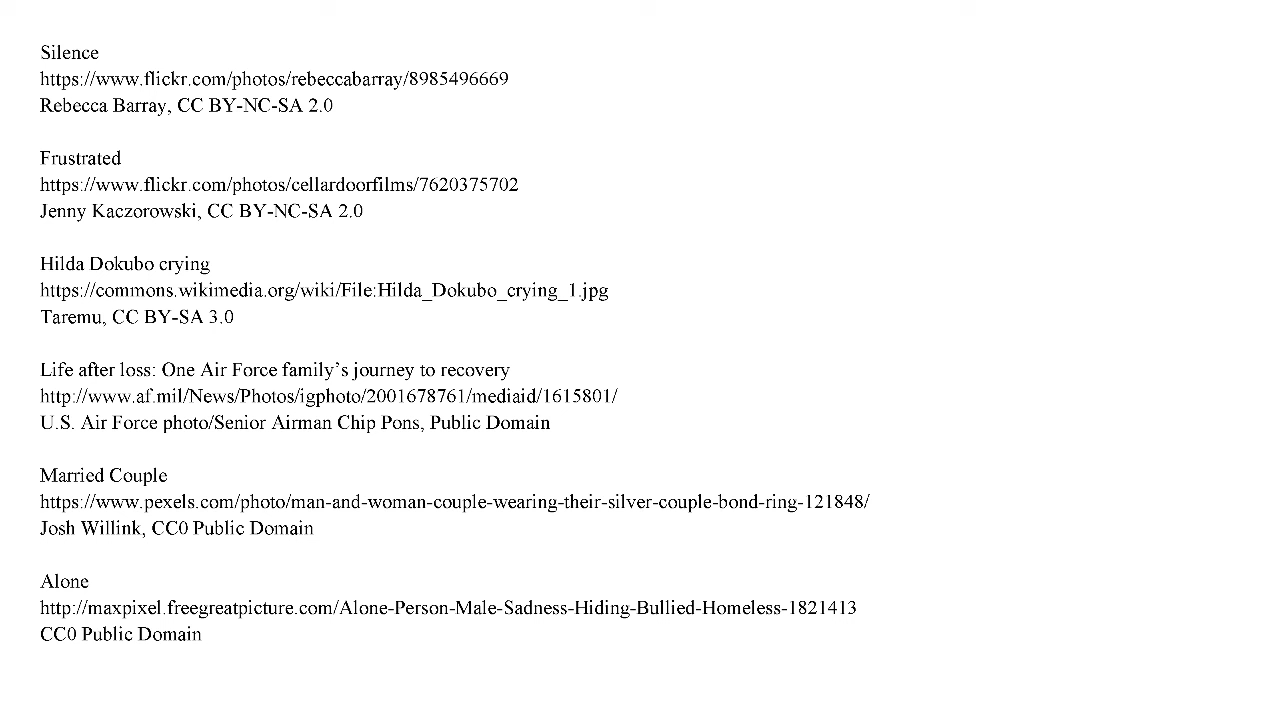 Silence
https://www.flickr.com/photos/rebeccabarray/8985496669
Rebecca Barray, CC BY-NC-SA 2.0
Frustrated
https://www.flickr.com/photos/cellardoorfilms/7620375702
Jenny Kaczorowski, CC BY-NC-SA 2.0
Hilda Dokubo crying
https://commons.wikimedia.org/wiki/File:Hilda_Dokubo_crying_1.jpg
Taremu, CC BY-SA 3.0
Life after loss: One Air Force family’s journey to recovery
http://www.af.mil/News/Photos/igphoto/2001678761/mediaid/1615801/
U.S. Air Force photo/Senior Airman Chip Pons, Public Domain
Married Couple
https://www.pexels.com/photo/man-and-woman-couple-wearing-their-silver-couple-bond-ring-121848/
Josh Willink, CC0 Public Domain
Alone
http://maxpixel.freegreatpicture.com/Alone-Person-Male-Sadness-Hiding-Bullied-Homeless-1821413
CC0 Public Domain